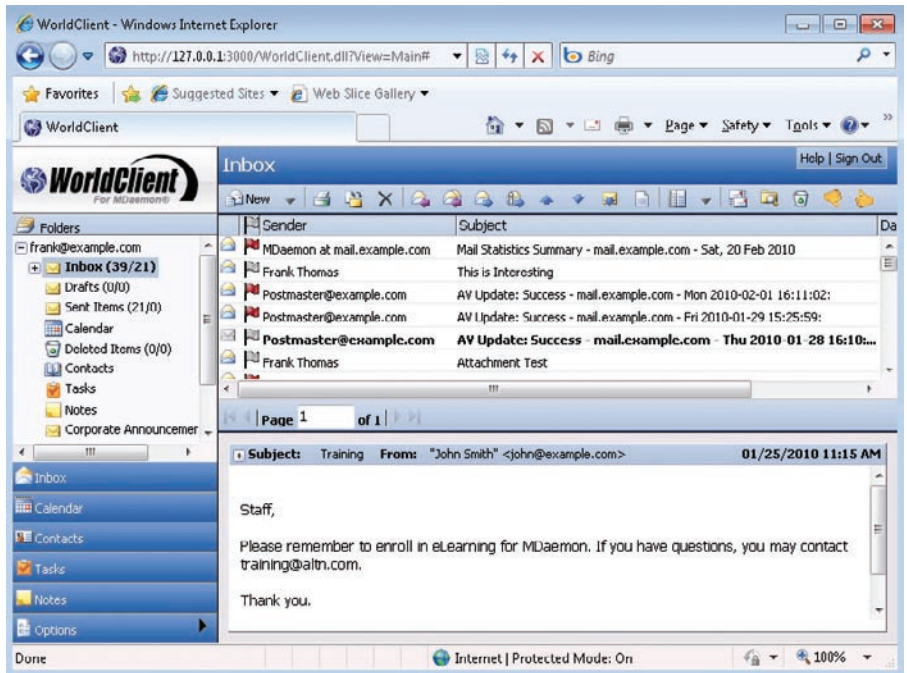 WorldClient - Windows Internet Explorer
http://127.0.0.1:3000/WorldClient.dll?View=Main#
Bing
Favorites
Suggested Sites
Web Slice Gallery
WorldClient
Page
Safety
Tools
WorldClient
For MDaemon®
Inbox
Help | Sign Out
New
Folders
Sender
Subject
Da
frank@example.com
Inbox (39/21)
Drafts (0/0)
Sent Items (21/0)
Calendar
Deleted Items (0/0)
Contacts
Tasks
Notes
Corporate Announcemer
MDaemon at mail.example.com
Mail Statistics Summary - mail.example.com - Sat, 20 Feb 2010
Frank Thomas
This is Interesting
Postmaster@example.com
AV Update: Success - mail.example.com - Mon 2010-02-01 16:11:02:
Postmaster@example.com
AV Update: Success - mail.example.com - Fri 2010-01-29 15:25:59:
Postmaster@example.com
AV Update: Success - mail.example.com - Thu 2010-01-28 16:10:...
Frank Thomas
Attachment Test
Page 1 of 1
Inbox
Calendar
Contacts
Tasks
Notes
Options
Subject: Training From: "John Smith" <john@example.com> 01/25/2010 11:15 AM
Staff,
Please remember to enroll in eLearning for MDaemon. If you have questions, you may contact
training@altn.com.
Thank you.
Done
Internet | Protected Mode: On
100%